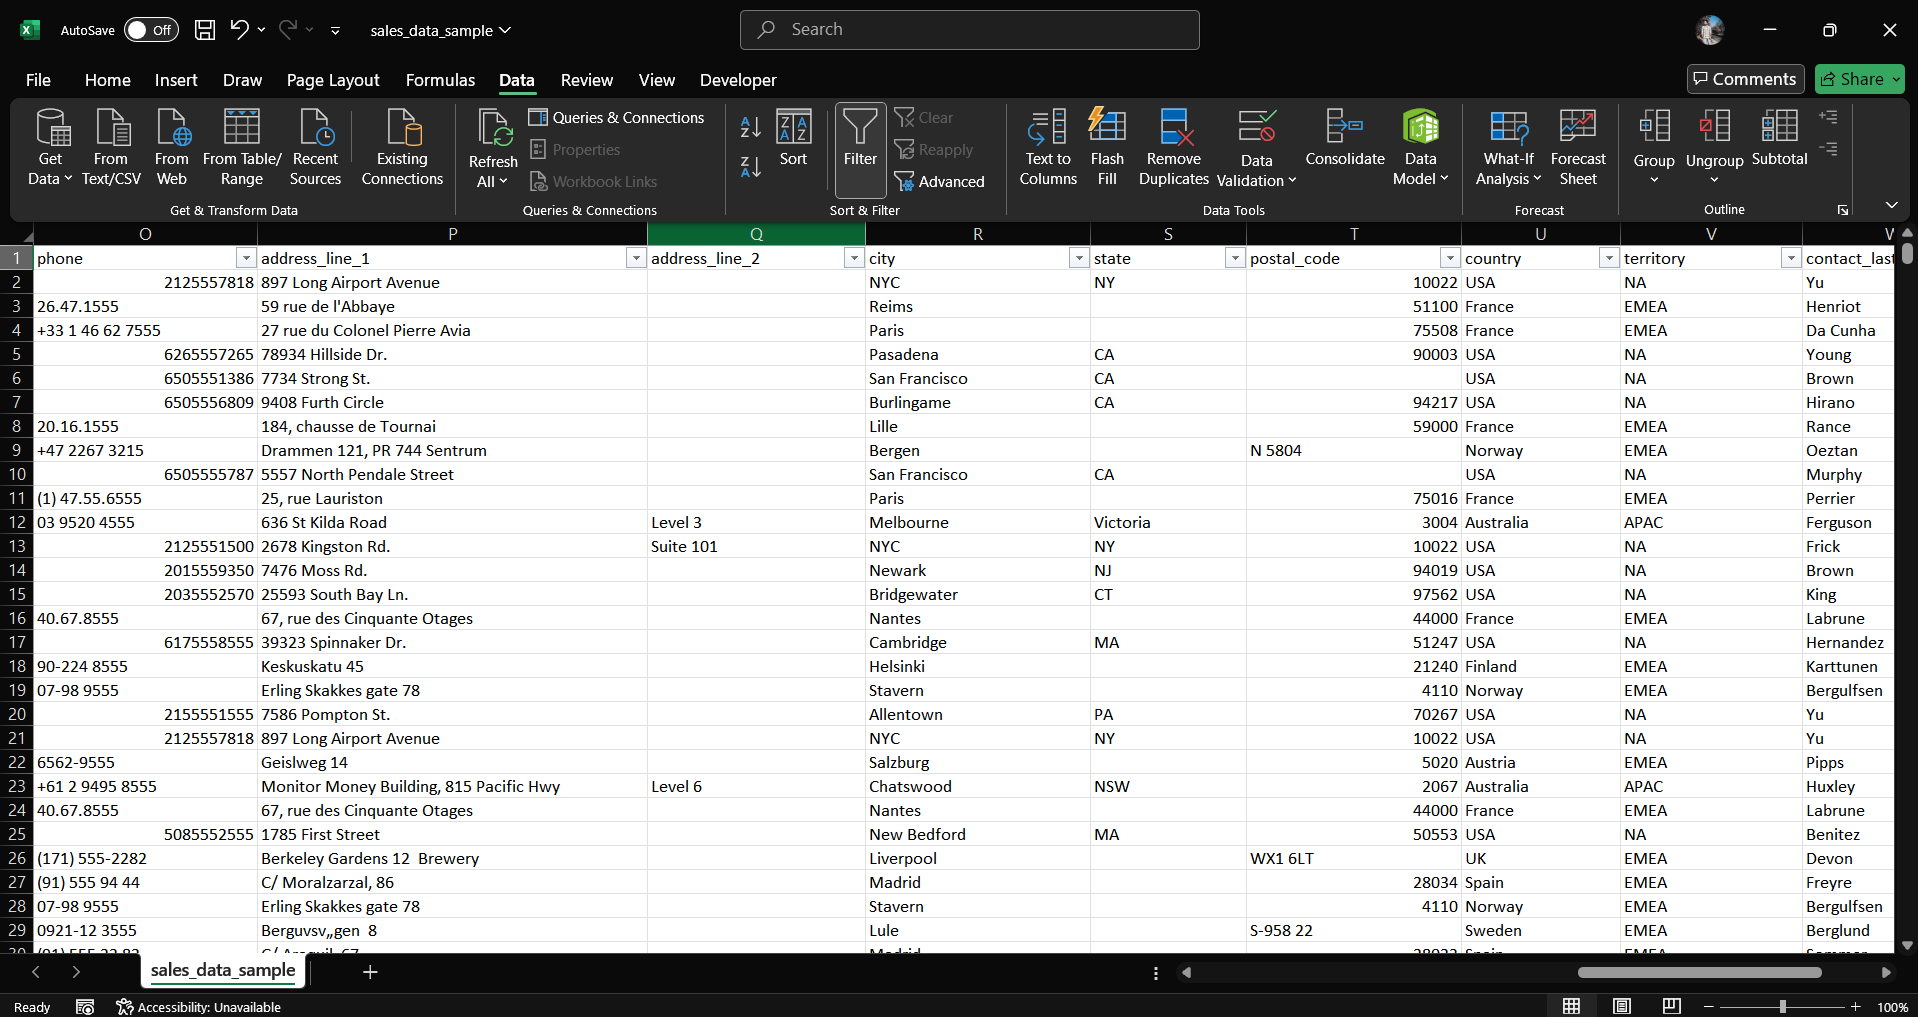 AutoSave Off sales_data_sample Search
File Home Insert Draw Page Layout Formulas Data Review View Developer Comments Share
Get Data From Text/CSV From Web From Table/ Range Recent Sources Existing Connections
Get & Transform Data
Refresh All Queries & Connections Properties Workbook Links
Queries & Connections
Sort Filter Clear Reapply Advanced
Sort & Filter
Text to Columns Flash Fill Remove Duplicates Data Validation Consolidate Data Model
Data Tools
What-If Analysis Forecast Sheet
Forecast
Group Ungroup Subtotal
Outline
O P Q R S T U V
1 phone address_line_1 address_line_2 city state postal_code country territory contact_last
2 2125557818 897 Long Airport Avenue NYC NY 10022 USA NA Yu
3 26.47.1555 59 rue de l'Abbaye Reims 51100 France EMEA Henriot
4 +33 1 46 62 7555 27 rue du Colonel Pierre Avia Paris 75508 France EMEA Da Cunha
5 6265557265 78934 Hillside Dr. Pasadena CA 90003 USA NA Young
6 6505551386 7734 Strong St. San Francisco CA USA NA Brown
7 6505556809 9408 Furth Circle Burlingame CA 94217 USA NA Hirano
8 20.16.1555 184, chausse de Tournai Lille 59000 France EMEA Rance
9 +47 2267 3215 Drammen 121, PR 744 Sentrum Bergen N 5804 Norway EMEA Oeztan
10 6505555787 5557 North Pendale Street San Francisco CA USA NA Murphy
11 (1) 47.55.6555 25, rue Lauriston Paris 75016 France EMEA Perrier
12 03 9520 4555 636 St Kilda Road Level 3 Melbourne Victoria 3004 Australia APAC Ferguson
13 2125551500 2678 Kingston Rd. Suite 101 NYC NY 10022 USA NA Frick
14 2015559350 7476 Moss Rd. Newark NJ 94019 USA NA Brown
15 2035552570 25593 South Bay Ln. Bridgewater CT 97562 USA NA King
16 40.67.8555 67, rue des Cinquante Otages Nantes 44000 France EMEA Labrune
17 6175558555 39323 Spinnaker Dr. Cambridge MA 51247 USA NA Hernandez
18 90-224 8555 Keskuskatu 45 Helsinki 21240 Finland EMEA Karttunen
19 07-98 9555 Erling Skakkes gate 78 Stavern 4110 Norway EMEA Bergulfsen
20 2155551555 7586 Pompton St. Allentown PA 70267 USA NA Yu
21 2125557818 897 Long Airport Avenue NYC NY 10022 USA NA Yu
22 6562-9555 Geislweg 14 Salzburg 5020 Austria EMEA Pipps
23 +61 2 9495 8555 Monitor Money Building, 815 Pacific Hwy Level 6 Chatswood NSW 2067 Australia APAC Huxley
24 40.67.8555 67, rue des Cinquante Otages Nantes 44000 France EMEA Labrune
25 5085552555 1785 First Street New Bedford MA 50553 USA NA Benitez
26 (171) 555-2282 Berkeley Gardens 12  Brewery Liverpool WX1 6LT UK EMEA Devon
27 (91) 555 94 44 C/ Moralzarzal, 86 Madrid 28034 Spain EMEA Freyre
28 07-98 9555 Erling Skakkes gate 78 Stavern 4110 Norway EMEA Bergulfsen
29 0921-12 3555 Berguvsv„gen  8 Lule S-958 22 Sweden EMEA Berglund
sales_data_sample
Ready Accessibility: Unavailable 100%